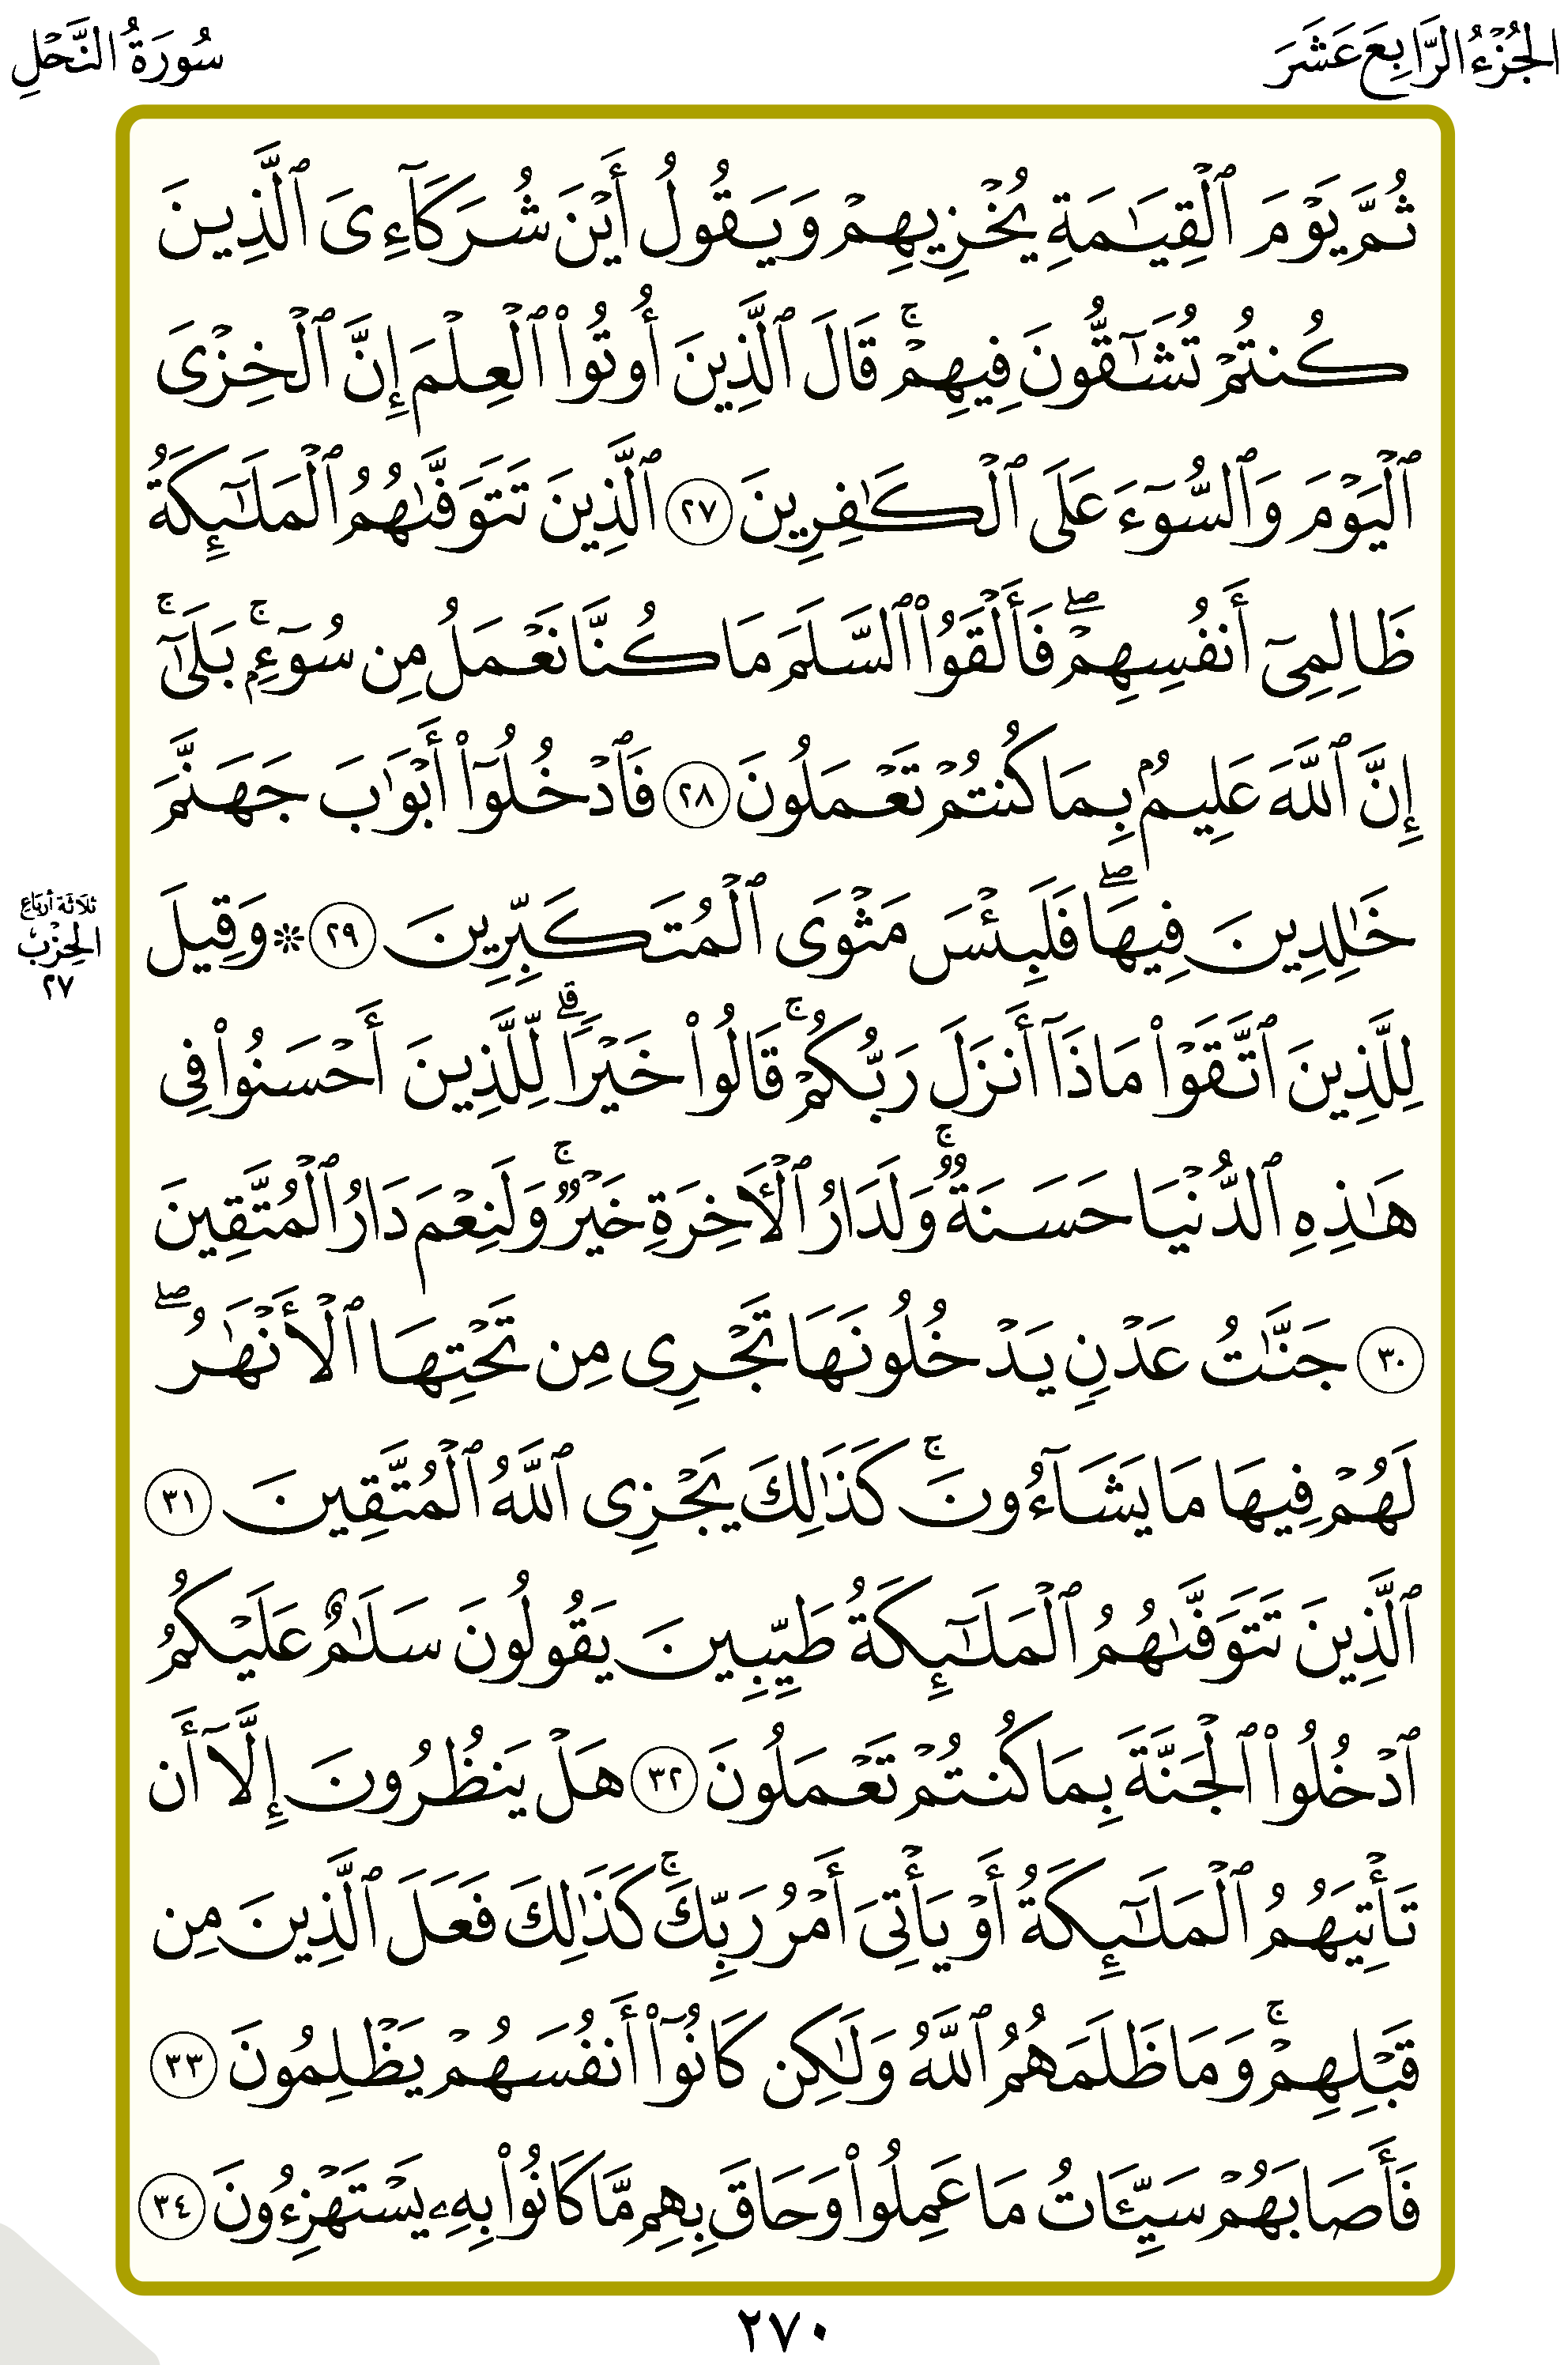 الجُزْءُ الرَّابِعَ عَشَرَ
سُورَةُ النَّحْلِ
ثُمَّ يَوْمَ ٱلْقِيَـٰمَةِ يُخْزِيهِمْ وَيَقُولُ أَيْنَ شُرَكَآءِىَ ٱلَّذِينَ
كُنتُمْ تُشَـٰٓقُّونَ فِيهِمْ ۚ قَالَ ٱلَّذِينَ أُوتُوا۟ ٱلْعِلْمَ إِنَّ ٱلْخِزْىَ
ٱلْيَوْمَ وَٱلسُّوٓءَ عَلَى ٱلْكَـٰفِرِينَ ٢٧ ٱلَّذِينَ تَتَوَفَّىٰهُمُ ٱلْمَلَـٰٓئِكَةُ
ظَالِمِىٓ أَنفُسِهِمْ ۖ فَأَلْقَوُا۟ ٱلسَّلَمَ مَا كُنَّا نَعْمَلُ مِن سُوٓءٍۭ ۚ بَلَىٰٓ ۚ
إِنَّ ٱللَّهَ عَلِيمٌۢ بِمَا كُنتُمْ تَعْمَلُونَ ٢٨ فَٱدْخُلُوٓا۟ أَبْوَٰبَ جَهَنَّمَ
خَـٰلِدِينَ فِيهَا ۖ فَلَبِئْسَ مَثْوَى ٱلْمُتَكَبِّرِينَ ٢٩ ۞ وَقِيلَ
ثلاثة أرباع
الحِزْب
٢٧
لِلَّذِينَ ٱتَّقَوْا۟ مَاذَآ أَنزَلَ رَبُّكُمْ ۚ قَالُوا۟ خَيْرًا ۗ لِّلَّذِينَ أَحْسَنُوا۟ فِى
هَـٰذِهِ ٱلدُّنْيَا حَسَنَةٌ ۚ وَلَدَارُ ٱلْـَٔاخِرَةِ خَيْرٌ ۚ وَلَنِعْمَ دَارُ ٱلْمُتَّقِينَ
٣٠ جَنَّـٰتُ عَدْنٍ يَدْخُلُونَهَا تَجْرِى مِن تَحْتِهَا ٱلْأَنْهَـٰرُ ۖ
لَهُمْ فِيهَا مَا يَشَآءُونَ ۚ كَذَٰلِكَ يَجْزِى ٱللَّهُ ٱلْمُتَّقِينَ ٣١
ٱلَّذِينَ تَتَوَفَّىٰهُمُ ٱلْمَلَـٰٓئِكَةُ طَيِّبِينَ يَقُولُونَ سَلَـٰمٌ عَلَيْكُمُ
ٱدْخُلُوا۟ ٱلْجَنَّةَ بِمَا كُنتُمْ تَعْمَلُونَ ٣٢ هَلْ يَنظُرُونَ إِلَّآ أَن
تَأْتِيَهُمُ ٱلْمَلَـٰٓئِكَةُ أَوْ يَأْتِىَ أَمْرُ رَبِّكَ ۚ كَذَٰلِكَ فَعَلَ ٱلَّذِينَ مِن
قَبْلِهِمْ ۚ وَمَا ظَلَمَهُمُ ٱللَّهُ وَلَـٰكِن كَانُوٓا۟ أَنفُسَهُمْ يَظْلِمُونَ ٣٣
فَأَصَابَهُمْ سَيِّـَٔاتُ مَا عَمِلُوا۟ وَحَاقَ بِهِم مَّا كَانُوا۟ بِهِۦ يَسْتَهْزِءُونَ ٣٤
٢٧٠